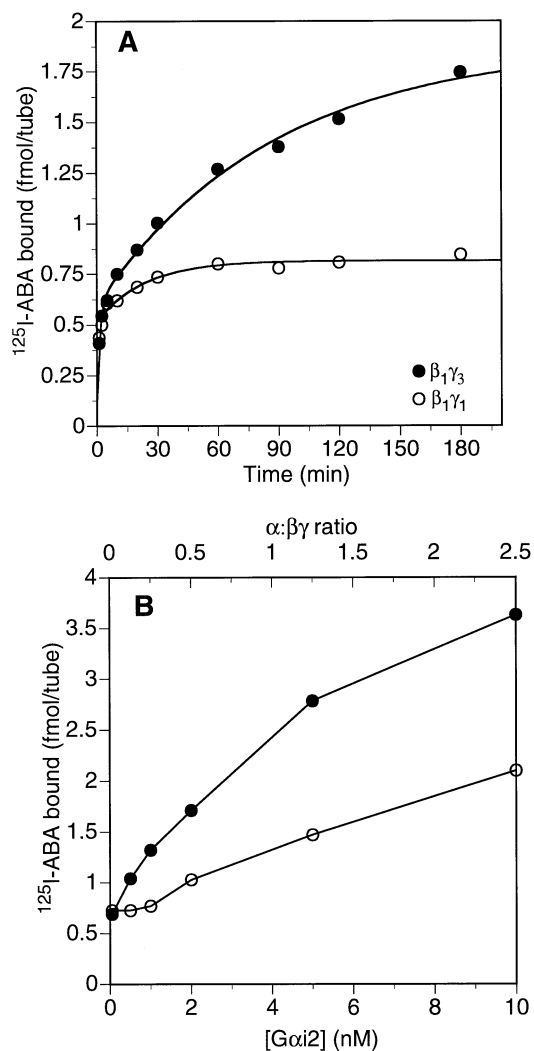 A
2
1.75
1.5
1.25
1
0.75
0.5
0.25
0
¹²⁵I-ABA bound (fmol/tube)
β₁γ₃
β₁γ₁
0 30 60 90 120 150 180
Time (min)
α:βγ ratio
0 0.5 1 1.5 2 2.5
B
4
3.5
3
2.5
2
1.5
1
0.5
0
¹²⁵I-ABA bound (fmol/tube)
0 2 4 6 8 10
[Gαi2] (nM)